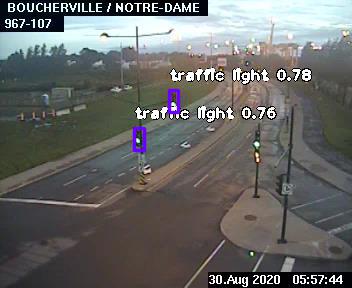 BOUCHERVILLE / NOTRE-DAME
967-107
traffic light 0.78
traffic light 0.76
30.Aug 2020 05:57:44